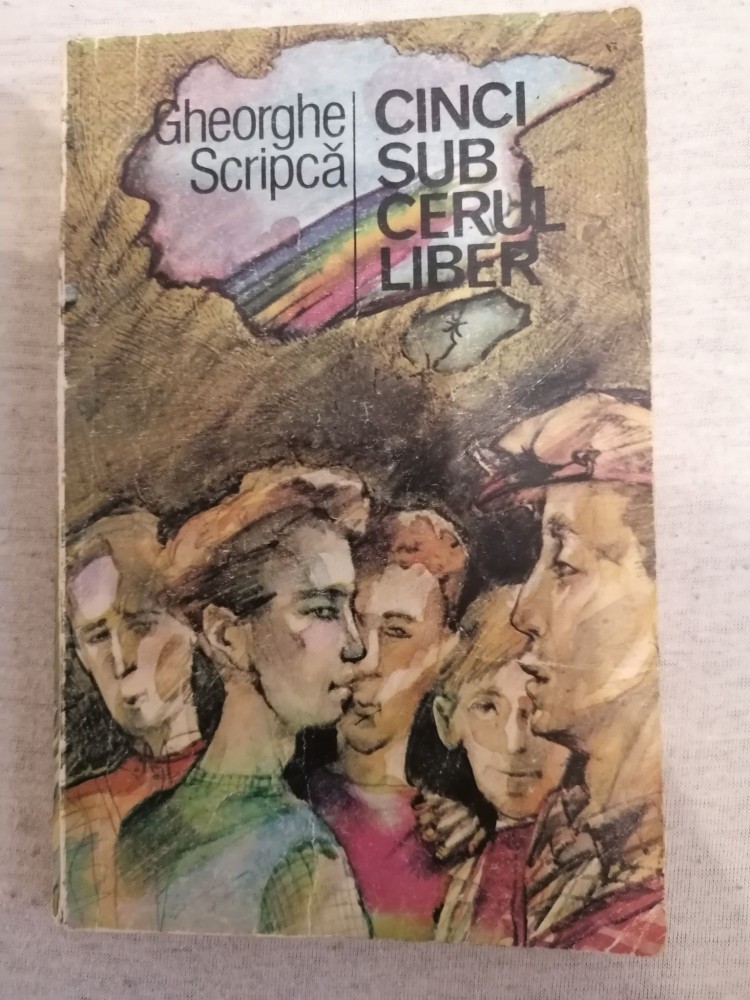 Gheorghe
Scripcă
CINCI
SUB
CERUL
LIBER